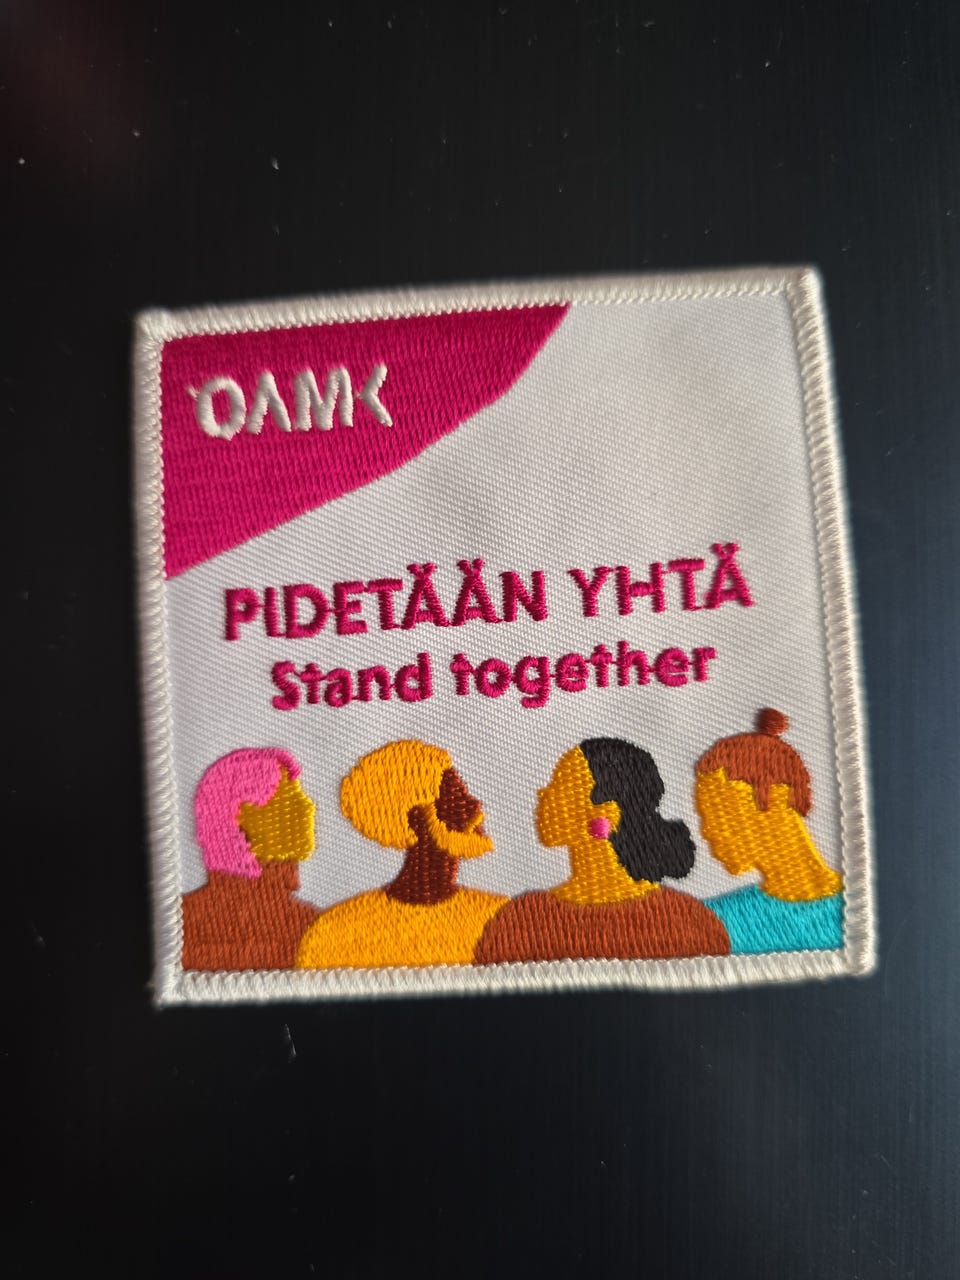 OAMK
PIDETÄÄN YHTÄ
Stand together